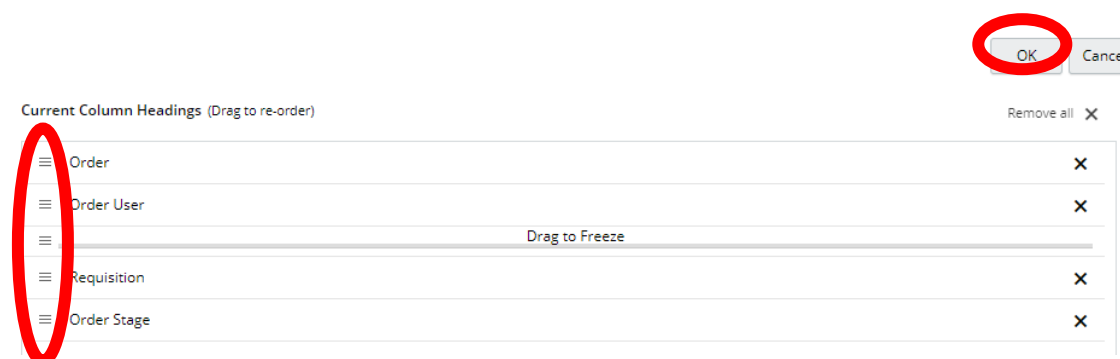 OK Cance
Current Column Headings (Drag to re-order) Remove all
Order
Order User
Drag to Freeze
Requisition
Order Stage